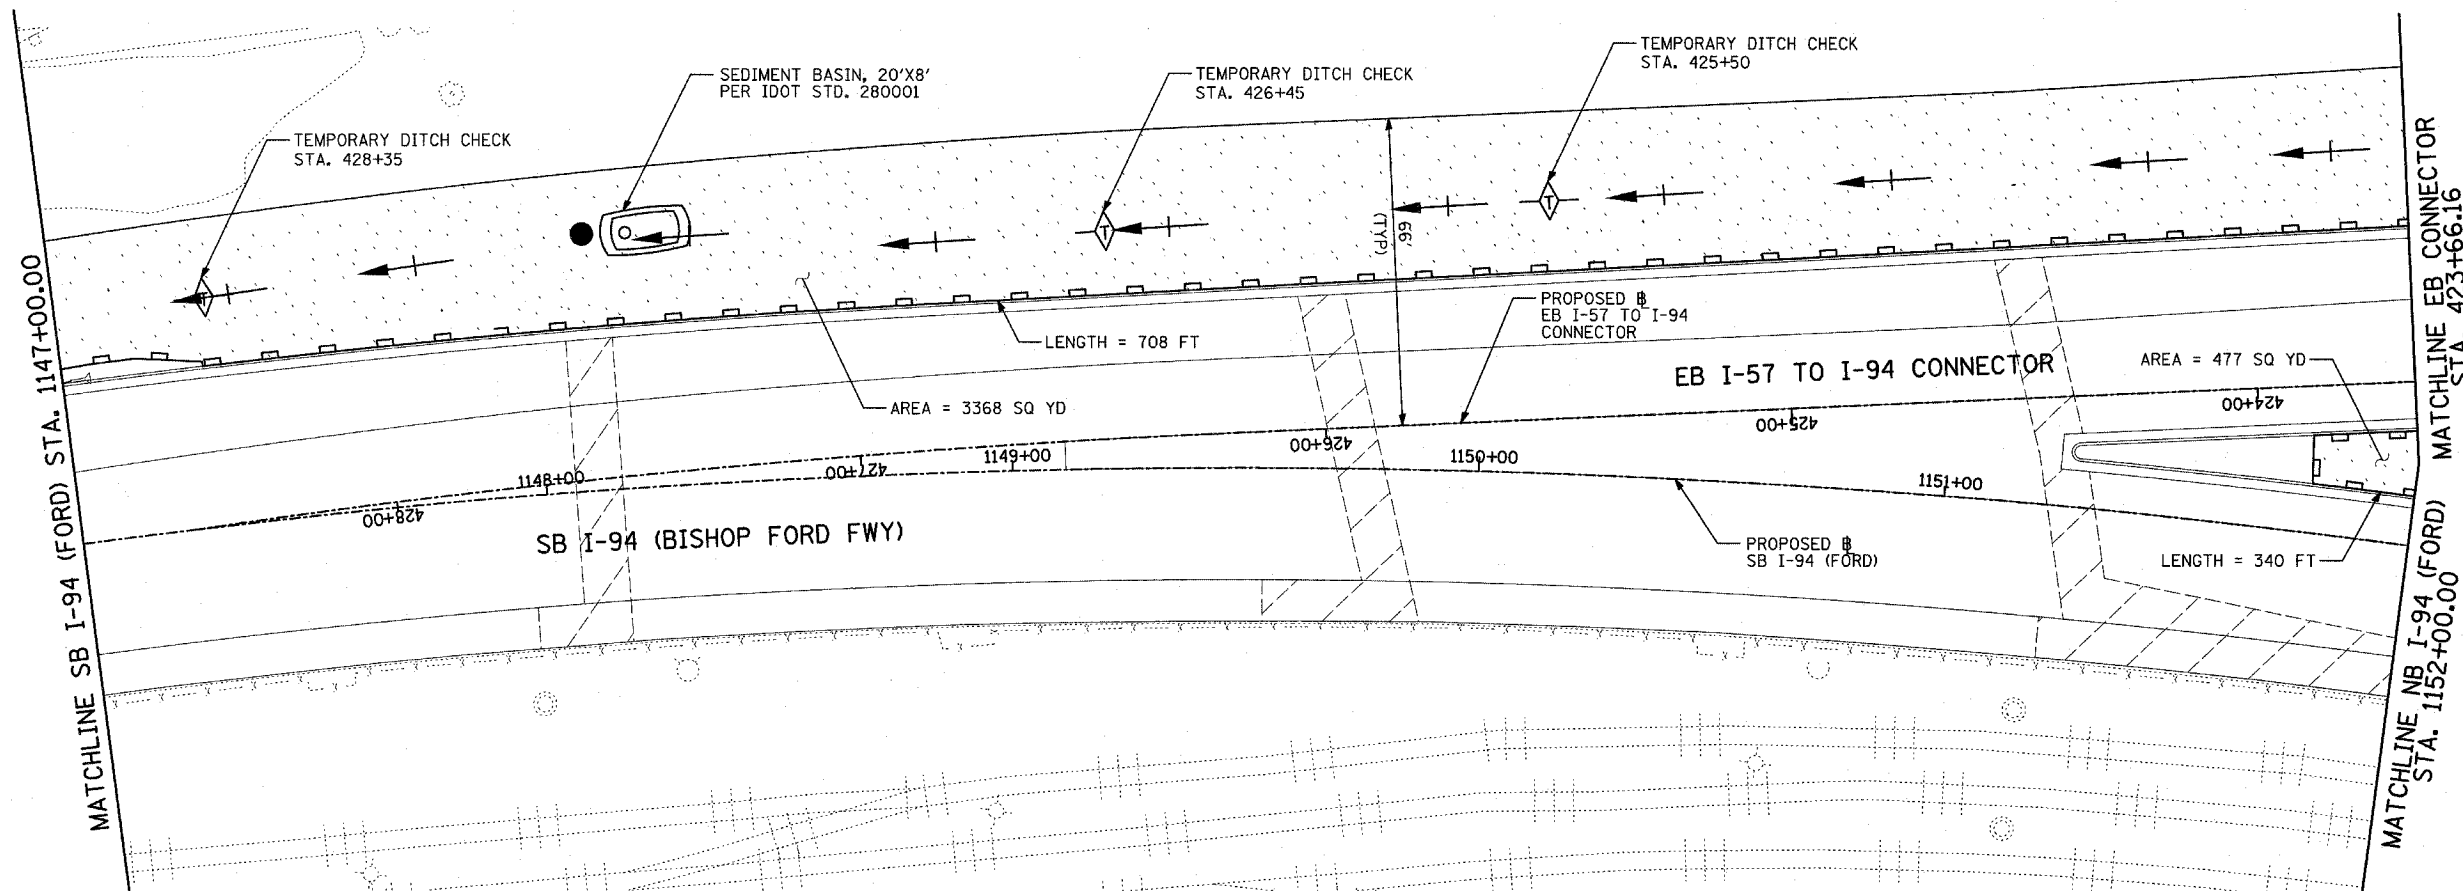 TEMPORARY DITCH CHECK
STA. 428+35
SEDIMENT BASIN, 20'X8'
PER IDOT STD. 280001
TEMPORARY DITCH CHECK
STA. 426+45
TEMPORARY DITCH CHECK
STA. 425+50
T
T
T
66'
(TYP)
LENGTH = 708 FT
AREA = 3368 SQ YD
PROPOSED ℄
EB I-57 TO I-94
CONNECTOR
EB I-57 TO I-94 CONNECTOR
AREA = 477 SQ YD
424+00
425+00
426+00
427+00
428+00
1148+00
1149+00
1150+00
1151+00
SB I-94 (BISHOP FORD FWY)
PROPOSED ℄
SB I-94 (FORD)
LENGTH = 340 FT
MATCHLINE SB I-94 (FORD) STA. 1147+00.00
MATCHLINE EB CONNECTOR
STA. 423+66.16
MATCHLINE NB I-94 (FORD)
STA. 1152+00.00